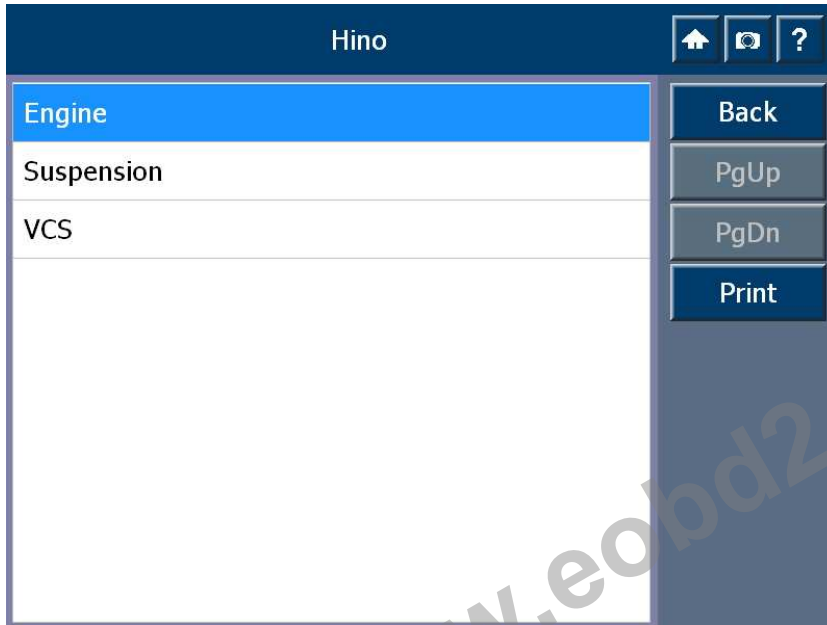 Hino
?
Engine
Back
Suspension
PgUp
VCS
PgDn
Print
w.eobd2